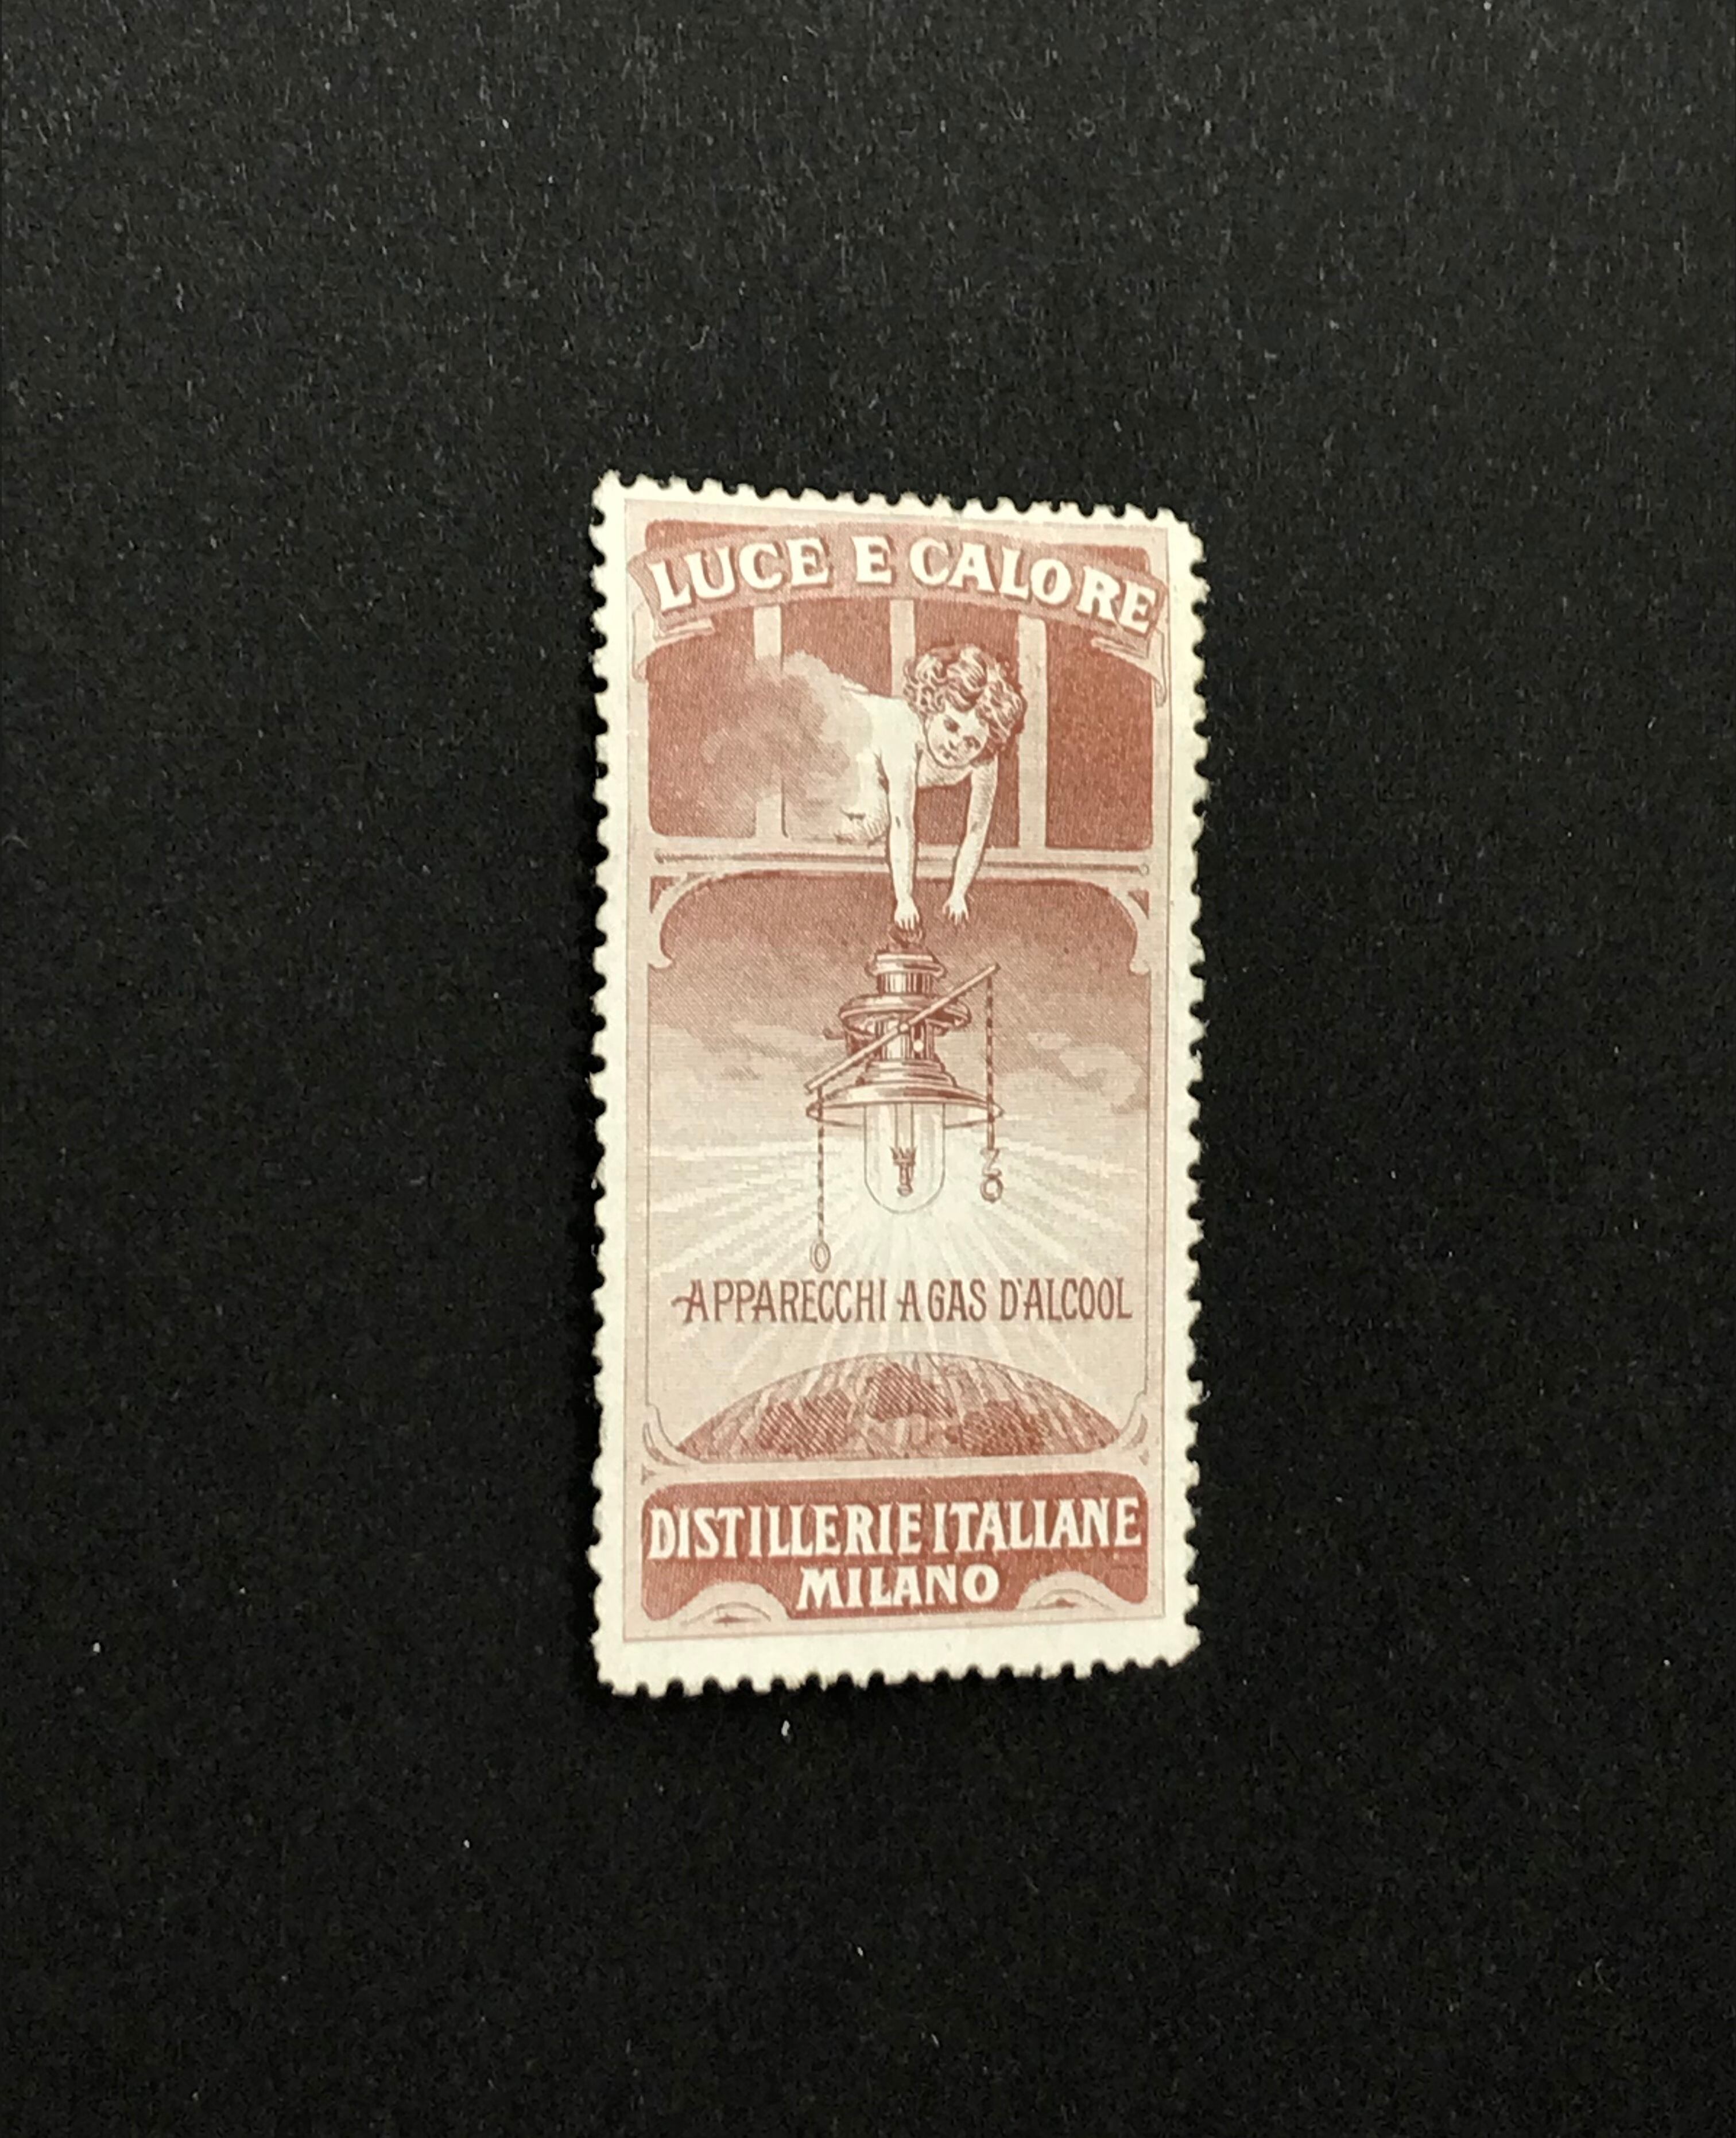 LUCE E CALORE
APPARECCHI A GAS D'ALCOOL
DISTILLERIE ITALIANE
MILANO